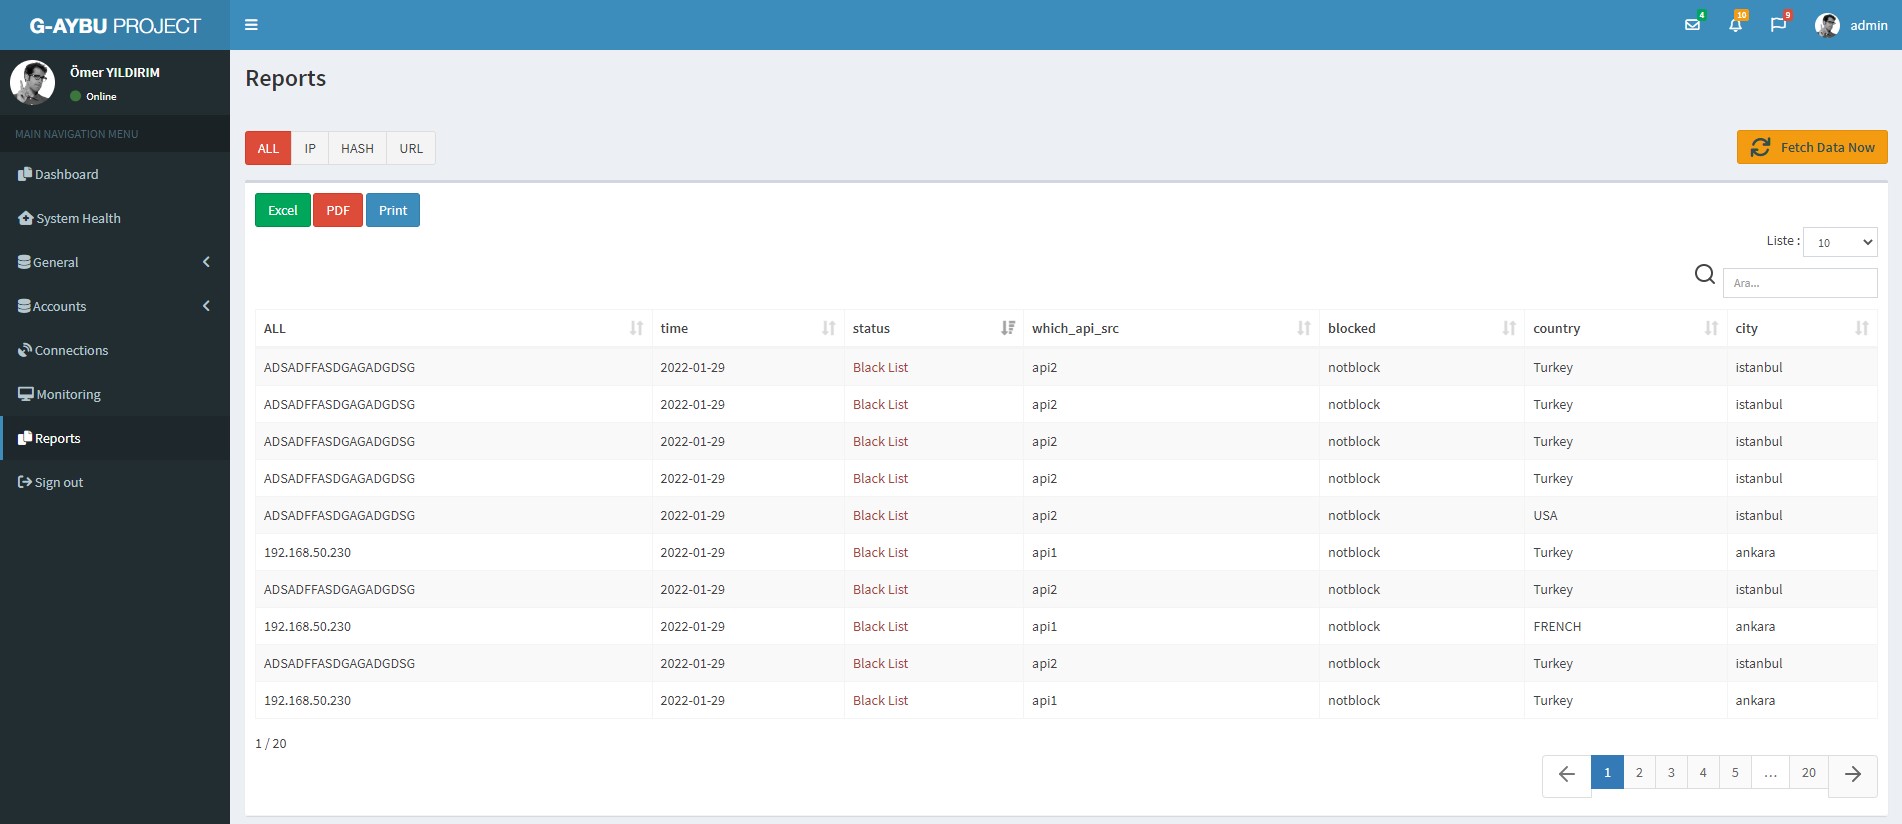 G-AYBU PROJECT
4
10
9
admin
Ömer YILDIRIM
Online
MAIN NAVIGATION MENU
Dashboard
System Health
General
Accounts
Connections
Monitoring
Reports
Sign out
Reports
ALL IP HASH URL
Fetch Data Now
Excel PDF Print
Liste : 10
Ara...
ALL time status which_api_src blocked country city
ADSADFFASDGAGADGDSG 2022-01-29 Black List api2 notblock Turkey istanbul
ADSADFFASDGAGADGDSG 2022-01-29 Black List api2 notblock Turkey istanbul
ADSADFFASDGAGADGDSG 2022-01-29 Black List api2 notblock Turkey istanbul
ADSADFFASDGAGADGDSG 2022-01-29 Black List api2 notblock Turkey istanbul
ADSADFFASDGAGADGDSG 2022-01-29 Black List api2 notblock USA istanbul
192.168.50.230 2022-01-29 Black List api1 notblock Turkey ankara
ADSADFFASDGAGADGDSG 2022-01-29 Black List api2 notblock Turkey istanbul
192.168.50.230 2022-01-29 Black List api1 notblock FRENCH ankara
ADSADFFASDGAGADGDSG 2022-01-29 Black List api2 notblock Turkey istanbul
192.168.50.230 2022-01-29 Black List api1 notblock Turkey ankara
1 / 20
1 2 3 4 5 ... 20